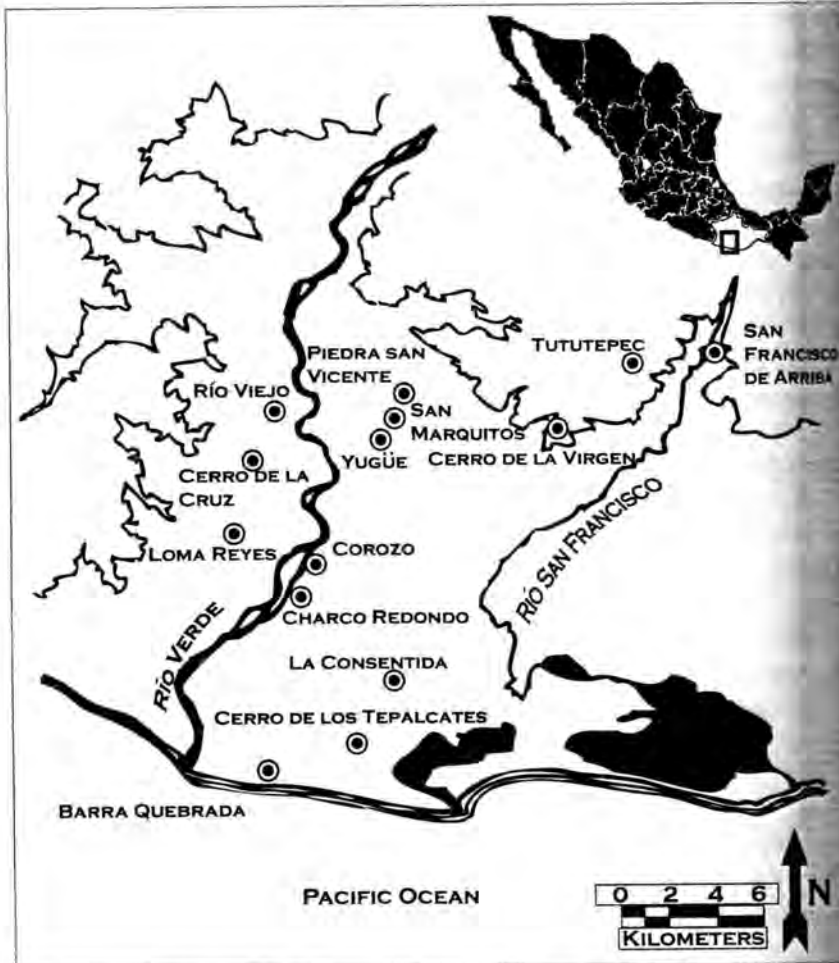 TUTUTEPEC
SAN
FRANCISCO
DE ARRIBA
PIEDRA SAN
VICENTE
RÍO VIEJO
SAN
MARQUITOS
YUGÜE
CERRO DE LA VIRGEN
CERRO DE LA
CRUZ
LOMA REYES
COROZO
RÍO SAN FRANCISCO
CHARCO REDONDO
RÍO VERDE
LA CONSENTIDA
CERRO DE LOS TEPALCATES
BARRA QUEBRADA
PACIFIC OCEAN
0 2 4 6
KILOMETERS
N